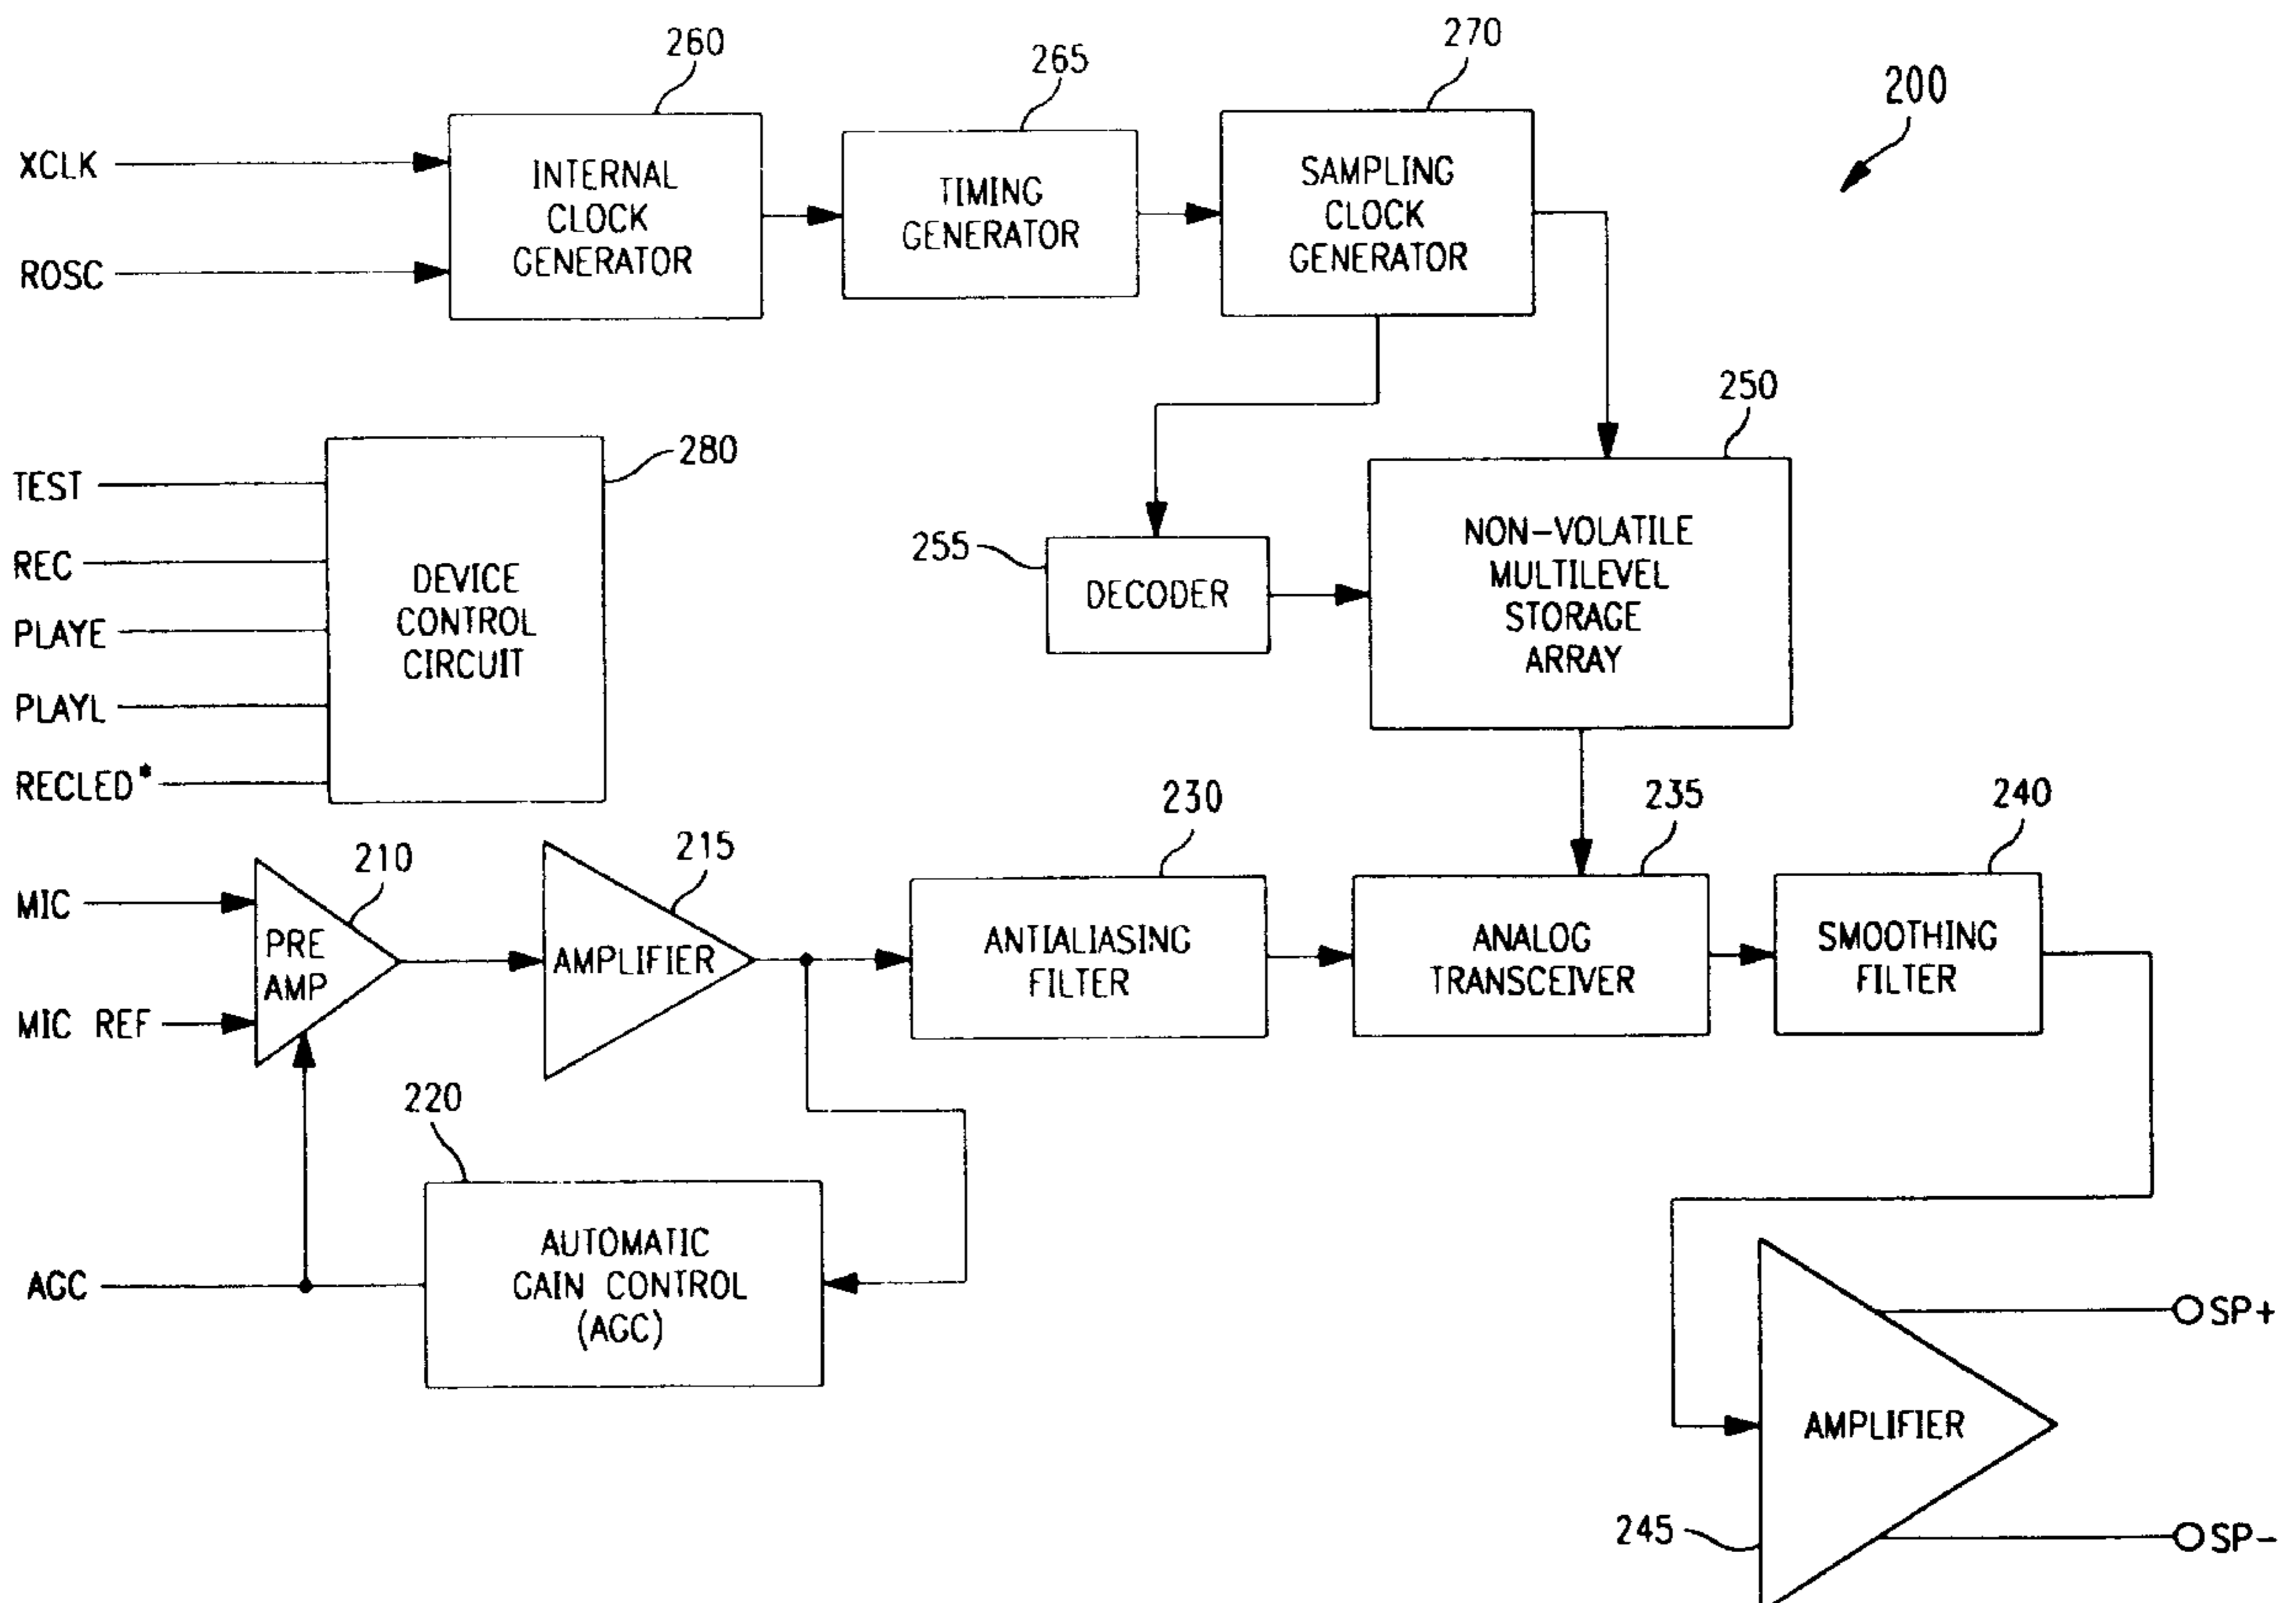 260
265
270
200
XCLK
ROSC
INTERNAL
CLOCK
GENERATOR
TIMING
GENERATOR
SAMPLING
CLOCK
GENERATOR
250
280
TEST
REC
PLAYE
PLAYL
RECLED*
DEVICE
CONTROL
CIRCUIT
255
DECODER
NON-VOLATILE
MULTILEVEL
STORAGE
ARRAY
210
215
230
235
240
MIC
MIC REF
PRE
AMP
AMPLIFIER
ANTIALIASING
FILTER
ANALOG
TRANSCEIVER
SMOOTHING
FILTER
220
AGC
AUTOMATIC
GAIN CONTROL
(AGC)
AMPLIFIER
SP+
SP-
245